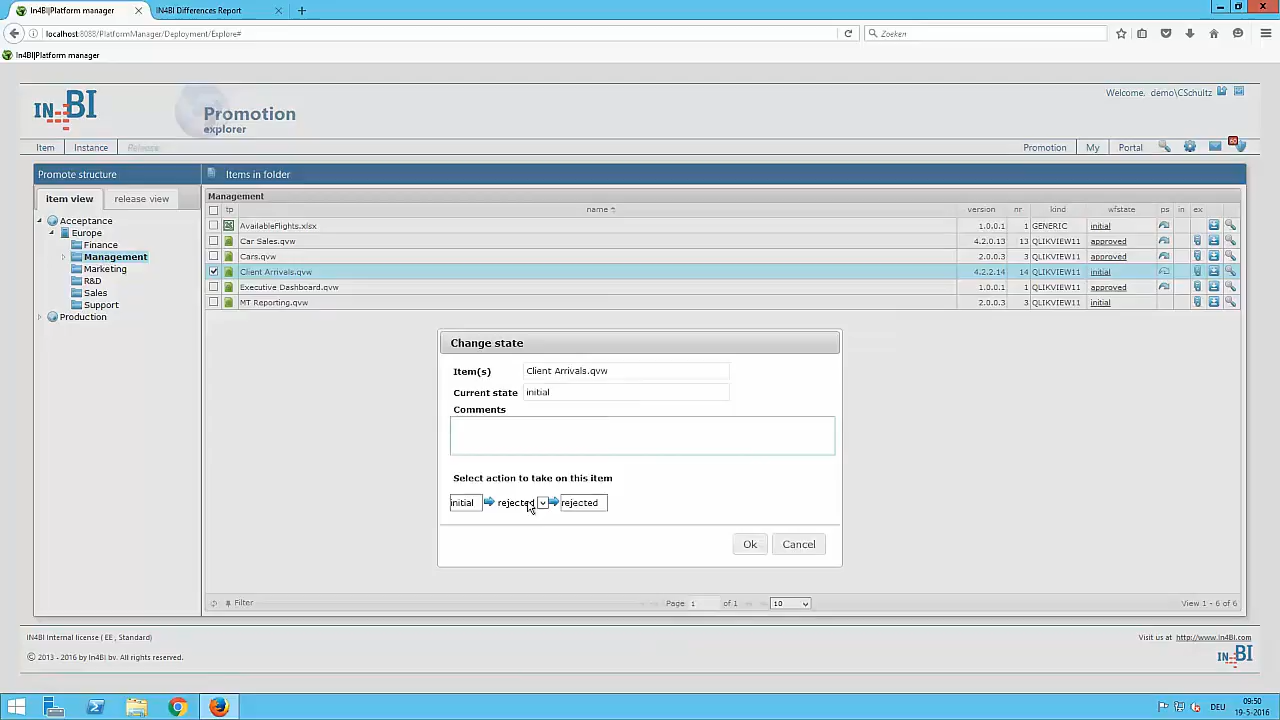 In4BI|Platform manager
IN4BI Differences Report
localhost:8088/PlatformManager/Deployment/Explore#
Zoeken
In4BI|Platform manager
IN BI
Promotion
explorer
Welcome, demo\CSchultz
Item
Instance
Release
Promotion
My
Portal
Promote structure
Items in folder
item view
release view
Management
tp name version nr kind wfstate ps in ex
Acceptance
Europe
Finance
Management
Marketing
R&D
Sales
Support
Production
AvailableFlights.xlsx 1.0.0.1 1 GENERIC initial
Car Sales.qvw 4.2.0.13 13 QLIKVIEW11 approved
Cars.qvw 2.0.0.3 3 QLIKVIEW11 approved
Client Arrivals.qvw 4.2.2.14 14 QLIKVIEW11 initial
Executive Dashboard.qvw 1.0.0.1 1 QLIKVIEW11 approved
MT Reporting.qvw 2.0.0.3 3 QLIKVIEW11 initial
Change state
Item(s) Client Arrivals.qvw
Current state initial
Comments
Select action to take on this item
initial rejected rejected
Ok Cancel
Filter
Page 1 of 1 10
View 1 - 6 of 6
IN4BI Internal license ( EE , Standard)
Visit us at http://www.In4BI.com
© 2013 - 2016 by In4BI bv. All rights reserved.
IN BI
DEU
09:50
19-5-2016